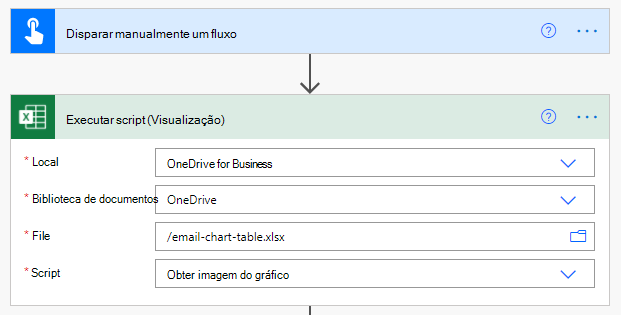 Disparar manualmente um fluxo
Executar script (Visualização)
* Local OneDrive for Business
* Biblioteca de documentos OneDrive
* File /email-chart-table.xlsx
* Script Obter imagem do gráfico